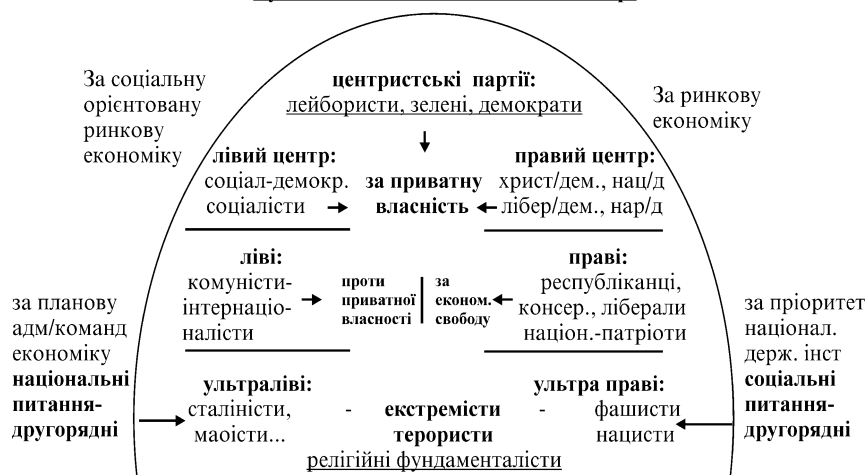 центристські партії:
лейбористи, зелені, демократи
За соціальну
орієнтовану
ринкову
економіку
За ринкову
економіку
лівий центр:
соціал-демокр.
соціалісти
за приватну
власність
правий центр:
христ/дем., нац/д
лібер/дем., нар/д
ліві:
комуністи-
інтернаціо-
налісти
проти
приватної
власності
за
економ.
свободу
праві:
республіканці,
консер., ліберали
націон.-патріоти
за планову
адм/команд
економіку
національні
питання-
другорядні
за пріоритет
націонал.
держ. інст
соціальні
питання-
другорядні
ультраліві:
сталіністи,
маоісти...
- екстремісти -
терористи
ультра праві:
фашисти
нацисти
релігійні фундаменталісти